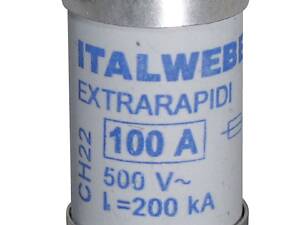 ITALWEBE
EXTRARAPIDI
100 A
500 V~
I=200 kA
CH22